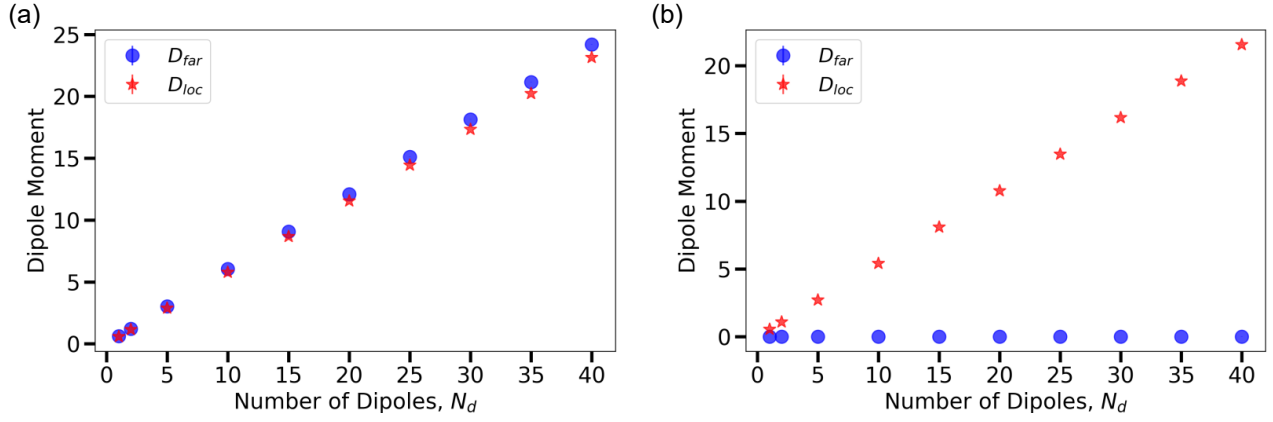 (a)
25
20
15
10
5
0
Dipole Moment
D_far
D_loc
0 5 10 15 20 25 30 35 40
Number of Dipoles, N_d
(b)
20
15
10
5
0
Dipole Moment
D_far
D_loc
0 5 10 15 20 25 30 35 40
Number of Dipoles, N_d